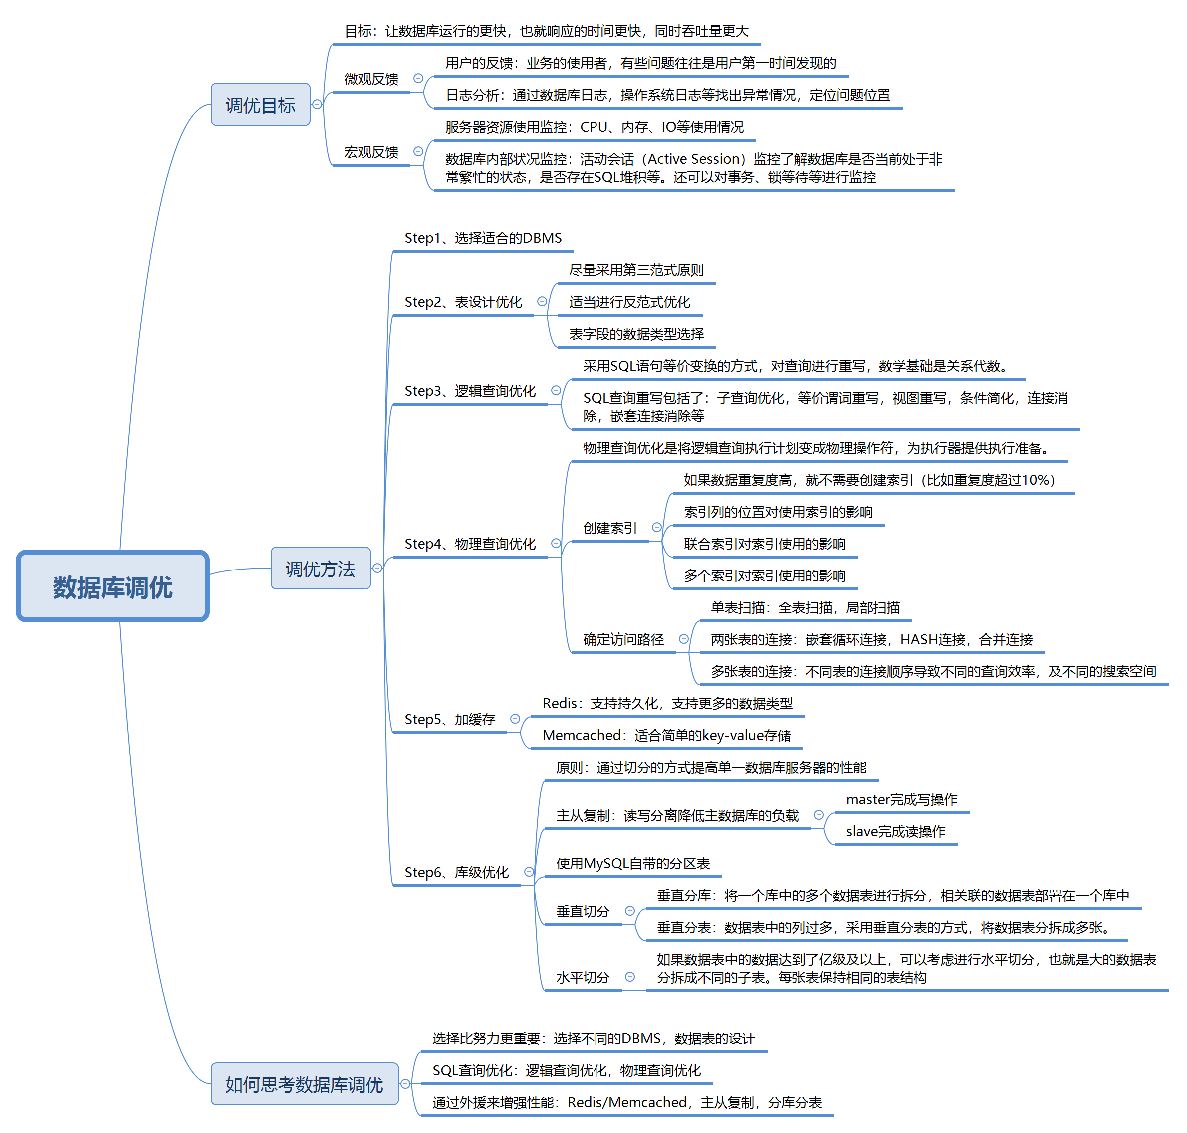 数据库调优
调优目标
目标：让数据库运行的更快，也就响应的时间更快，同时吞吐量更大
微观反馈
用户的反馈：业务的使用者，有些问题往往是用户第一时间发现的
日志分析：通过数据库日志，操作系统日志等找出异常情况，定位问题位置
宏观反馈
服务器资源使用监控：CPU、内存、IO等使用情况
数据库内部状况监控：活动会话（Active Session）监控了解数据库是否当前处于非
常繁忙的状态，是否存在SQL堆积等。还可以对事务、锁等待等进行监控
调优方法
Step1、选择适合的DBMS
Step2、表设计优化
尽量采用第三范式原则
适当进行反范式优化
表字段的数据类型选择
Step3、逻辑查询优化
采用SQL语句等价变换的方式，对查询进行重写，数学基础是关系代数。
SQL查询重写包括了：子查询优化，等价谓词重写，视图重写，条件简化，连接消
除，嵌套连接消除等
Step4、物理查询优化
物理查询优化是将逻辑查询执行计划变成物理操作符，为执行器提供执行准备。
创建索引
如果数据重复度高，就不需要创建索引（比如重复度超过10%）
索引列的位置对使用索引的影响
联合索引对索引使用的影响
多个索引对索引使用的影响
确定访问路径
单表扫描：全表扫描，局部扫描
两张表的连接：嵌套循环连接，HASH连接，合并连接
多张表的连接：不同表的连接顺序导致不同的查询效率，及不同的搜索空间
Step5、加缓存
Redis：支持持久化，支持更多的数据类型
Memcached：适合简单的key-value存储
Step6、库级优化
原则：通过切分的方式提高单一数据库服务器的性能
主从复制：读写分离降低主数据库的负载
master完成写操作
slave完成读操作
使用MySQL自带的分区表
垂直切分
垂直分库：将一个库中的多个数据表进行拆分，相关联的数据表部署在一个库中
垂直分表：数据表中的列过多，采用垂直分表的方式，将数据表分拆成多张。
水平切分
如果数据表中的数据达到了亿级及以上，可以考虑进行水平切分，也就是大的数据表
分拆成不同的子表。每张表保持相同的表结构
如何思考数据库调优
选择比努力更重要：选择不同的DBMS，数据表的设计
SQL查询优化：逻辑查询优化，物理查询优化
通过外援来增强性能：Redis/Memcached，主从复制，分库分表